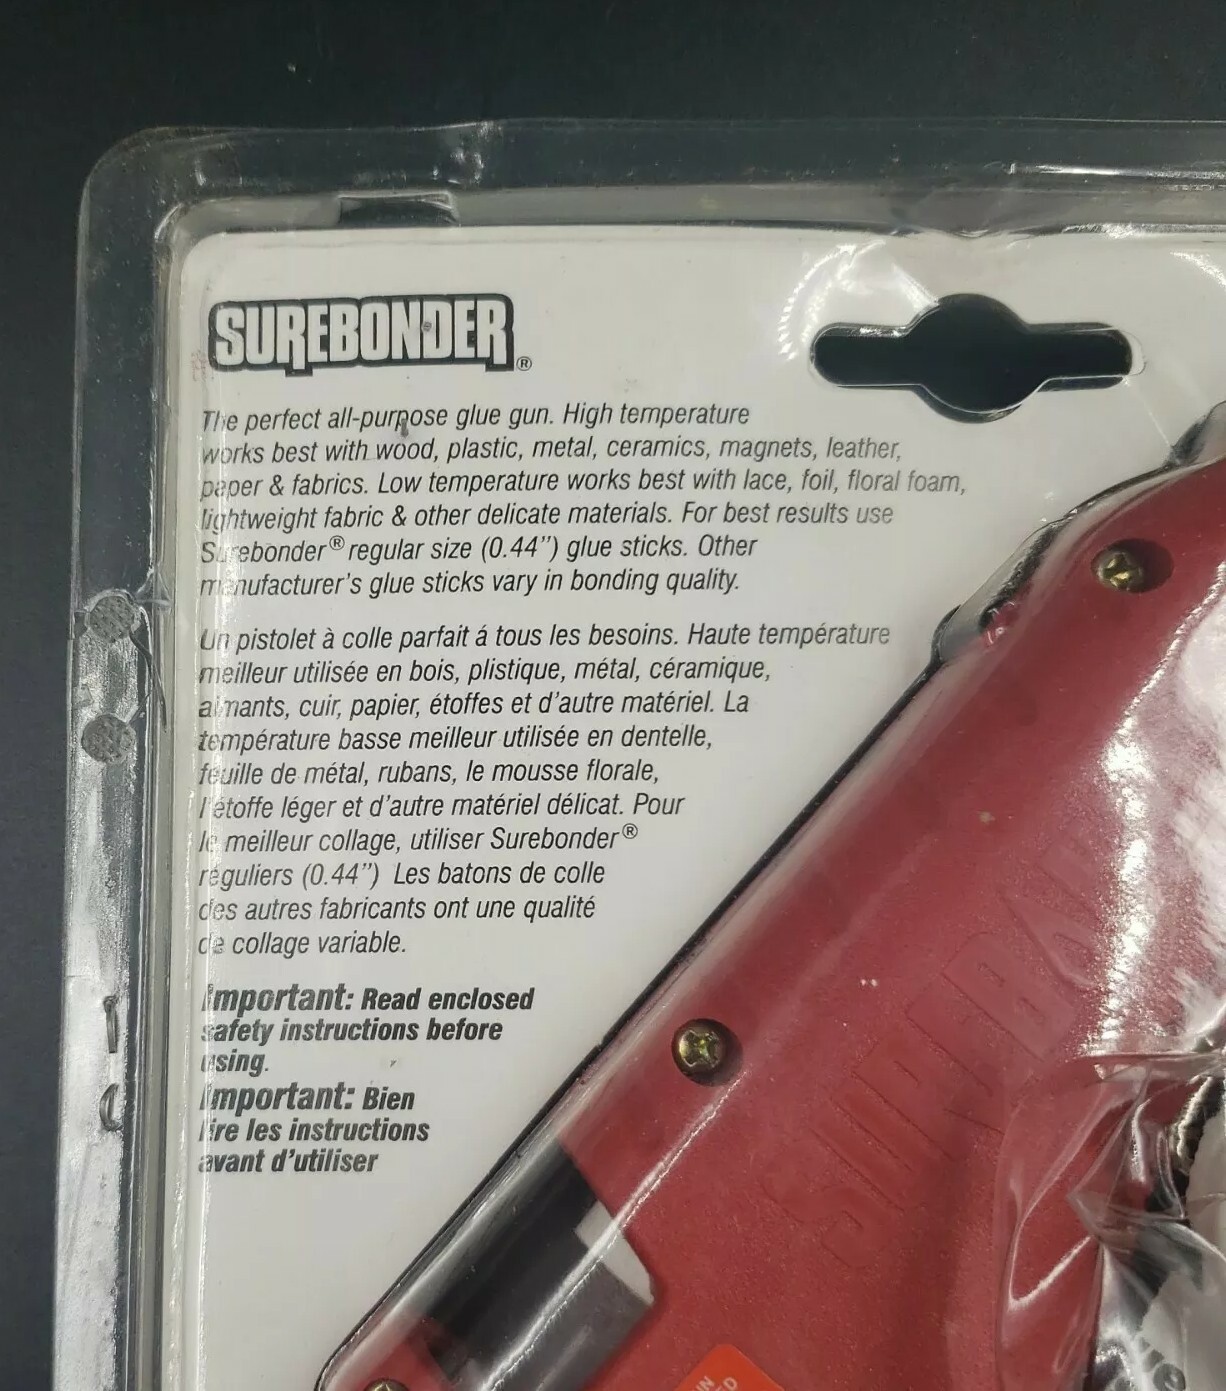 SUREBONDER®
The perfect all-purpose glue gun. High temperature
works best with wood, plastic, metal, ceramics, magnets, leather,
paper & fabrics. Low temperature works best with lace, foil, floral foam,
lightweight fabric & other delicate materials. For best results use
Surebonder® regular size (0.44") glue sticks. Other
manufacturer's glue sticks vary in bonding quality.
Un pistolet à colle parfait á tous les besoins. Haute température
meilleur utilisée en bois, plistique, métal, céramique,
aimants, cuir, papier, étoffes et d'autre matériel. La
température basse meilleur utilisée en dentelle,
feuille de métal, rubans, le mousse florale,
l'étoffe léger et d'autre matériel délicat. Pour
le meilleur collage, utiliser Surebonder®
réguliers (0.44") Les batons de colle
des autres fabricants ont une qualité
de collage variable.
Important: Read enclosed
safety instructions before
using.
Important: Bien
lire les instructions
avant d'utiliser